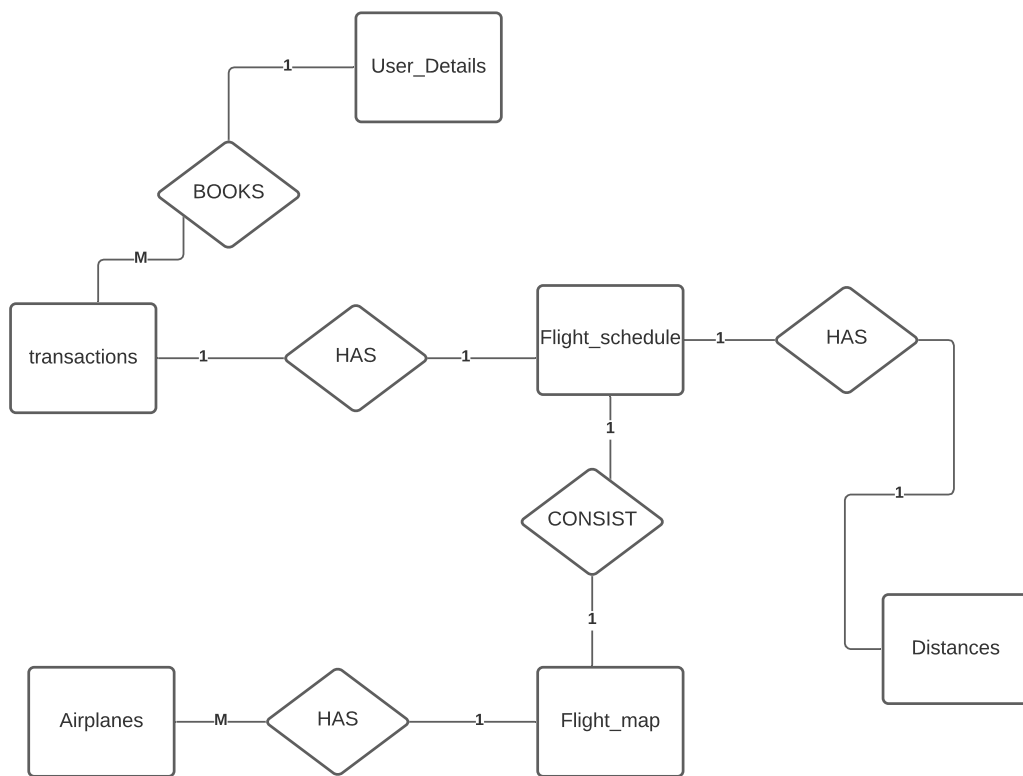 User_Details
1
BOOKS
M
transactions
1
HAS
1
Flight_schedule
1
HAS
1
CONSIST
1
1
Distances
Airplanes
M
HAS
1
Flight_map